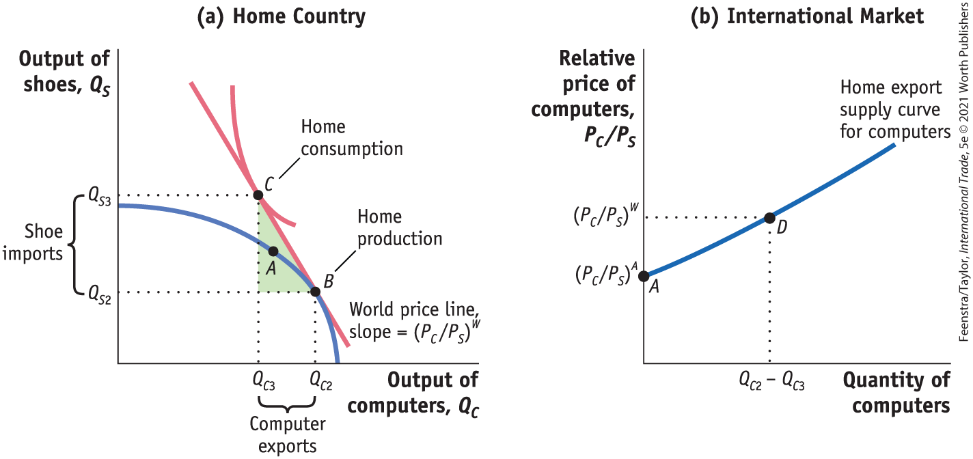 (a) Home Country
Output of
shoes, Q_S
Home
consumption
C
Q_S3
Shoe
imports
Home
production
A
B
Q_S2
World price line,
slope = (P_C/P_S)^W
Q_C3
Q_C2
Output of
computers, Q_C
Computer
exports
(b) International Market
Relative
price of
computers,
P_C/P_S
Home export
supply curve
for computers
(P_C/P_S)^W
D
(P_C/P_S)^A
A
Q_C2 – Q_C3
Quantity of
computers
Feenstra/Taylor, International Trade, 5e © 2021 Worth Publishers